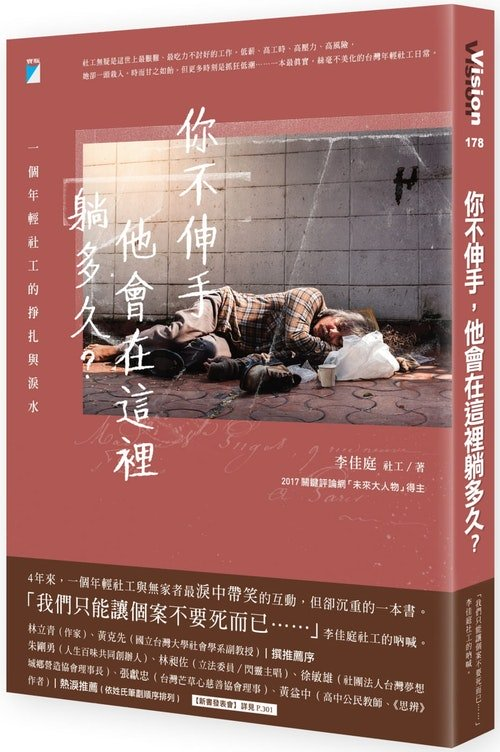 寶瓶
社工無疑是這世上最艱難、最吃力不討好的工作。低薪、高工時、高壓力、高風險，
她卻一頭栽入。時而甘之如飴，但更多時刻是抓狂低潮……一本最真實，絲毫不美化的台灣年輕社工日常。
你不伸手
他會在這裡
躺多久？
一個年輕社工的掙扎與淚水
李佳庭 社工／著
2017關鍵評論網「未來大人物」得主
4年來，一個年輕社工與無家者最淚中帶笑的互動，但卻沉重的一本書。
「我們只能讓個案不要死而已……」李佳庭社工的吶喊。
林立青（作家）、黃克先（國立台灣大學社會學系副教授）｜撰推薦序
朱剛勇（人生百味共同創辦人）、林昶佐（立法委員／閃靈主唱）、徐敏雄（社團法人台灣夢想
城鄉營造協會理事長）、張獻忠（台灣芒草心慈善協會理事）、黃益中（高中公民教師、《思辨》
作者）｜熱淚推薦（依姓氏筆劃順序排列）
【新書發表會】詳見P.301
Vision
Vision
178
你不伸手，他會在這裡躺多久？
「我們只能讓個案不要死而已……」
李佳庭社工的吶喊。